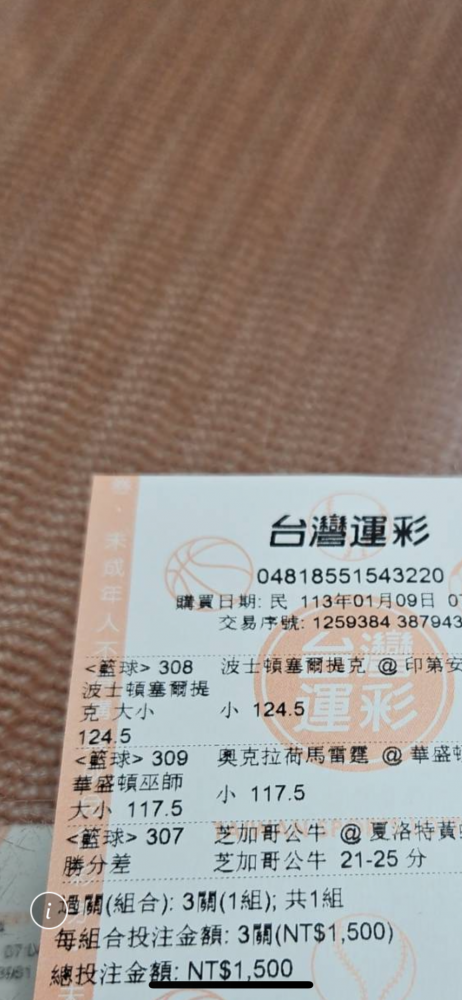 台灣運彩
04818551543220
購買日期: 民 113年01月09日 07
交易序號: 1259384 387943
<籃球> 308 波士頓塞爾提克 @ 印第安
波士頓塞爾提
克 大小 小 124.5
124.5
<籃球> 309 奧克拉荷馬雷霆 @ 華盛頓
華盛頓巫師
大小 117.5 小 117.5
<籃球> 307 芝加哥公牛 @ 夏洛特黃蜂
勝分差 芝加哥公牛 21-25 分
過關(組合): 3關(1組); 共1組
每組合投注金額: 3關(NT$1,500)
總投注金額: NT$1,500
未成年人不
台灣
運彩